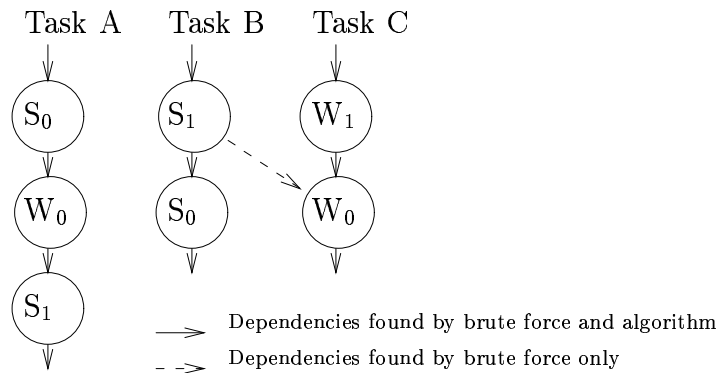 Task A Task B Task C
S0 S1 W1
W0 S0 W0
S1
Dependencies found by brute force and algorithm
Dependencies found by brute force only